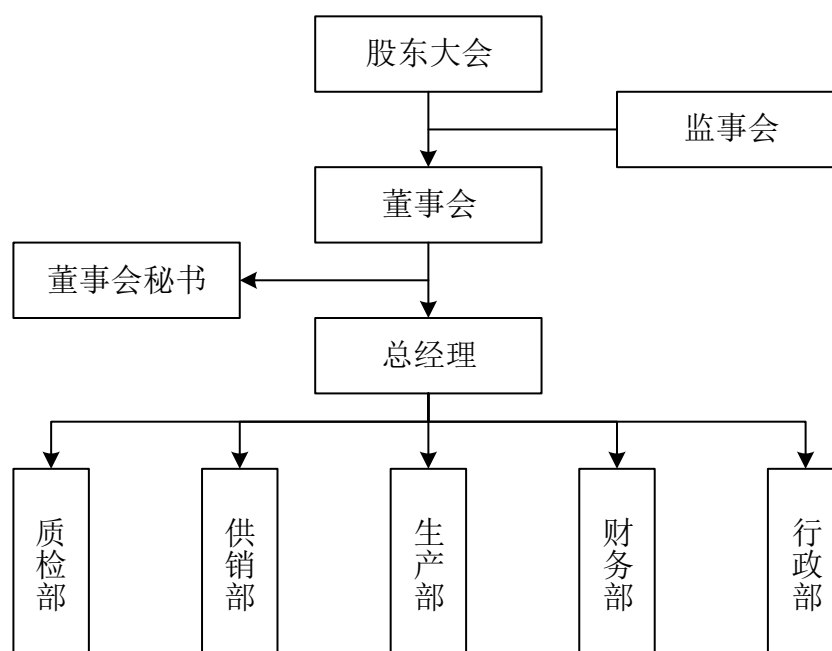 股东大会
监事会
董事会
董事会秘书
总经理
质检部
供销部
生产部
财务部
行政部